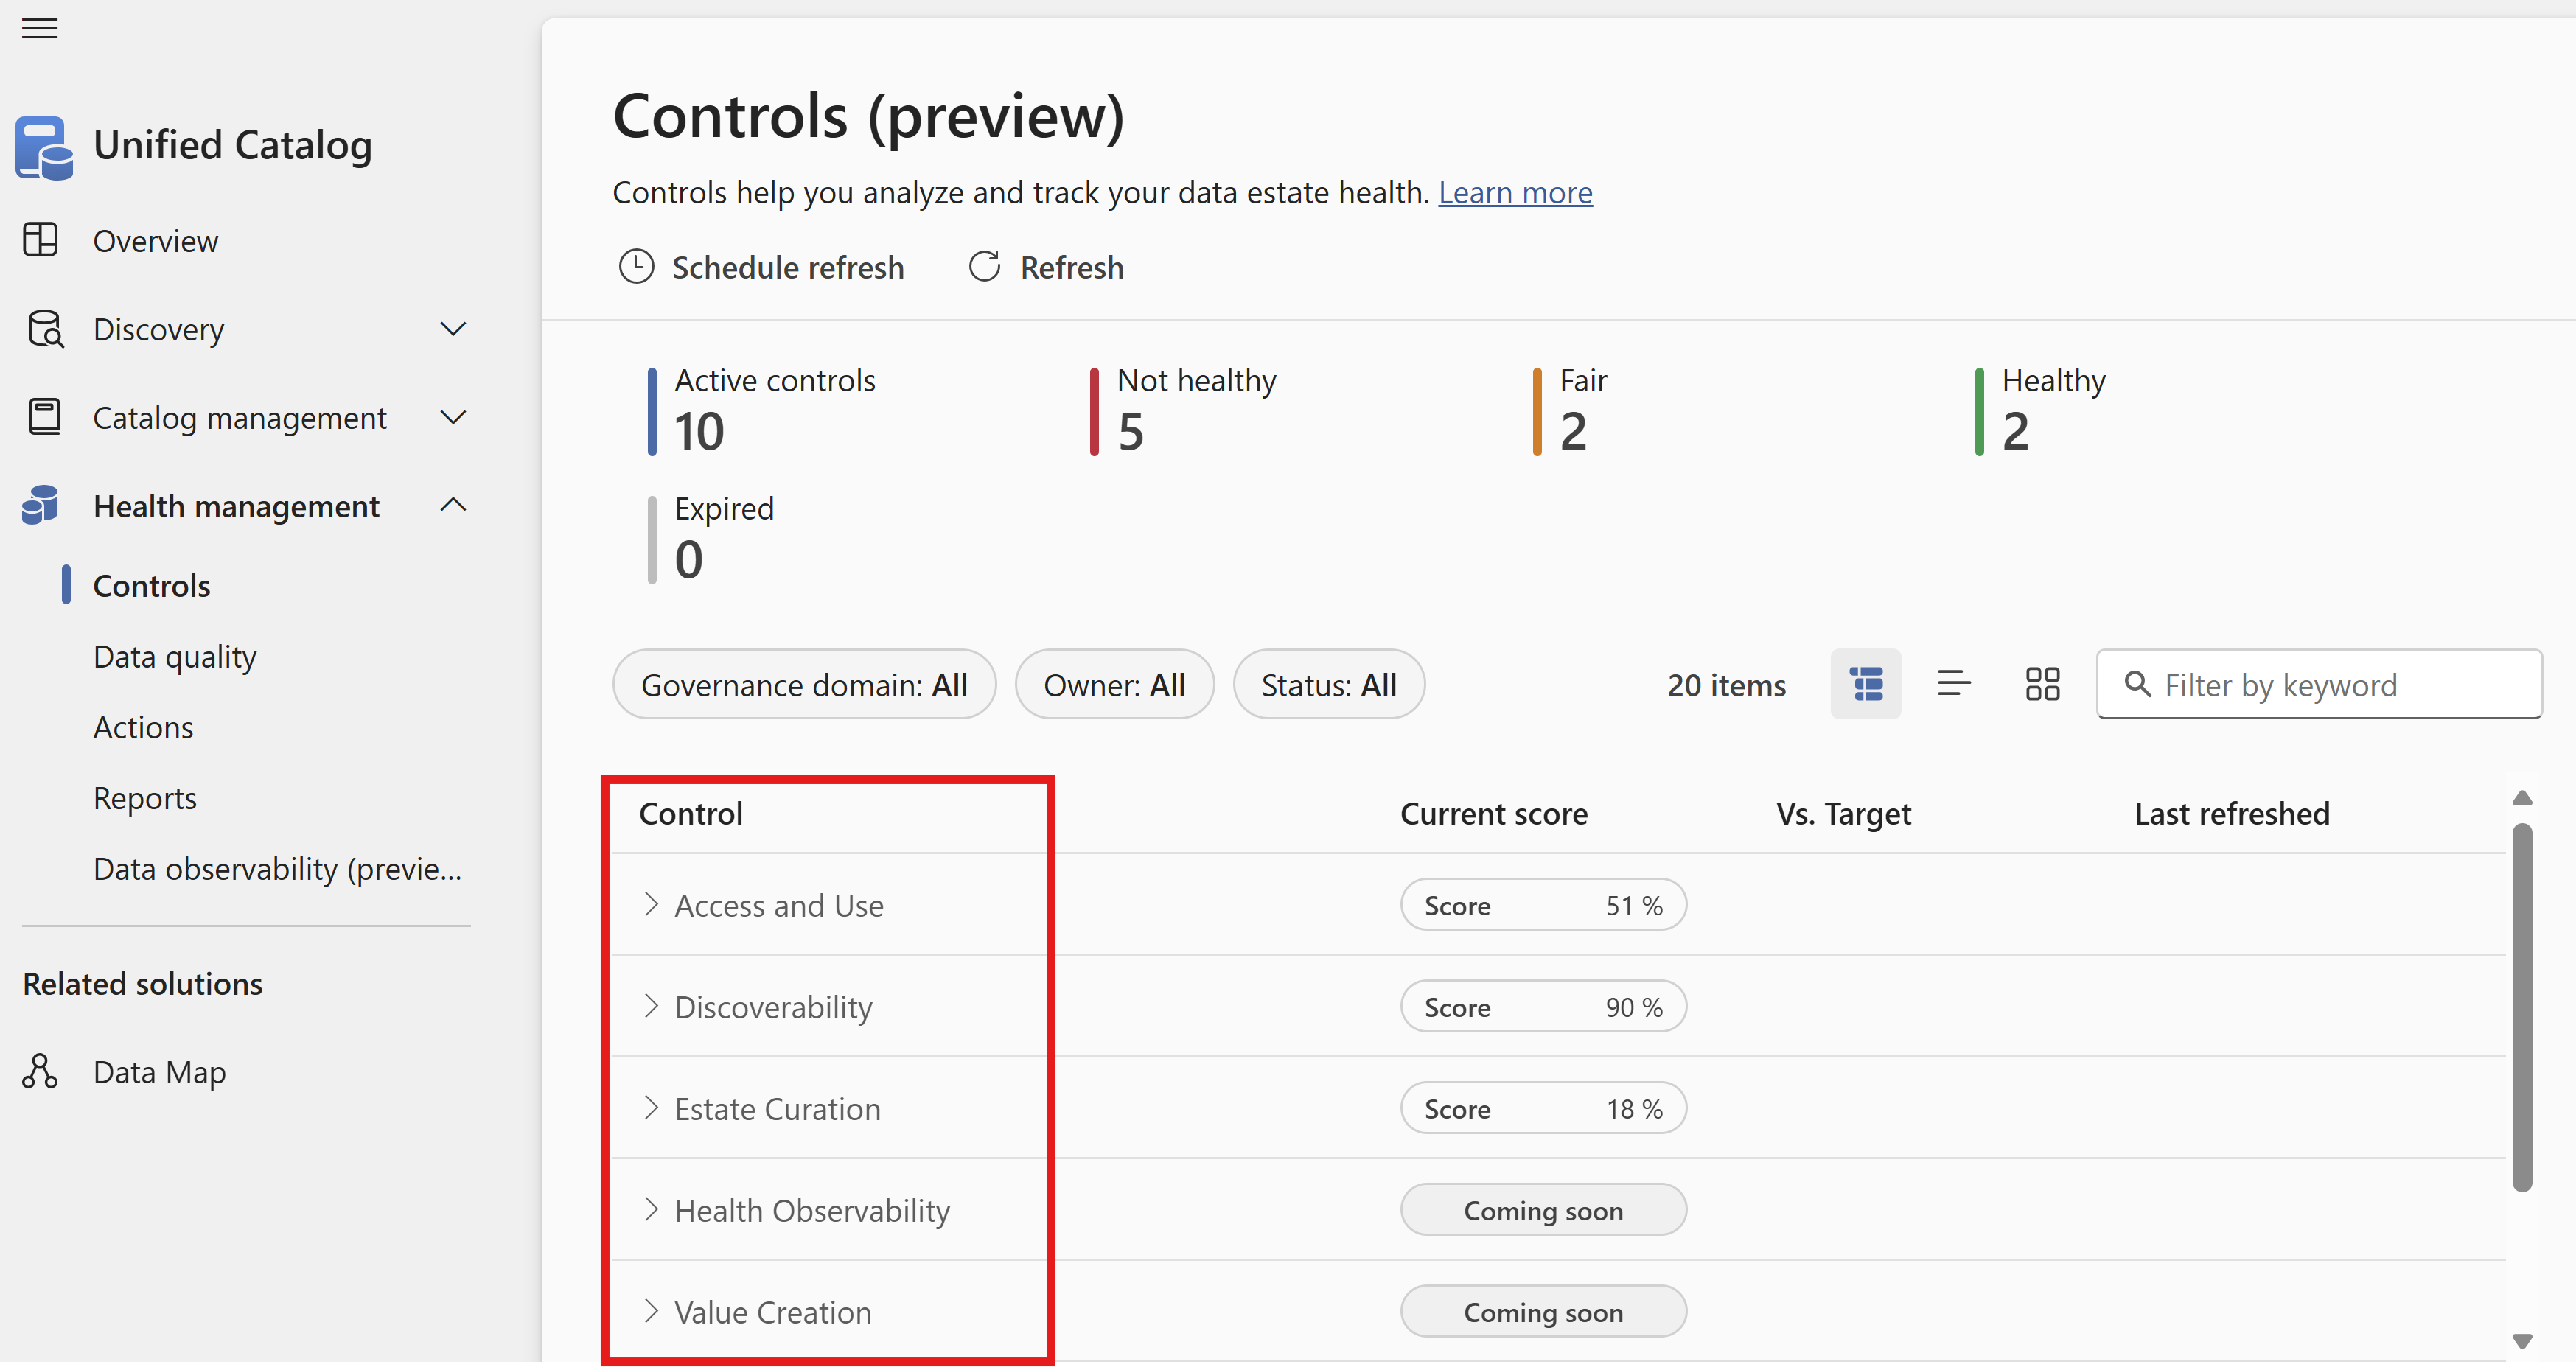 Unified Catalog
Overview
Discovery
Catalog management
Health management
Controls
Data quality
Actions
Reports
Data observability (previe...
Related solutions
Data Map
Controls (preview)
Controls help you analyze and track your data estate health. Learn more
Schedule refresh Refresh
Active controls Not healthy Fair Healthy
10 5 2 2
Expired
0
Governance domain: All Owner: All Status: All 20 items Filter by keyword
Control Current score Vs. Target Last refreshed
Access and Use Score 51 %
Discoverability Score 90 %
Estate Curation Score 18 %
Health Observability Coming soon
Value Creation Coming soon